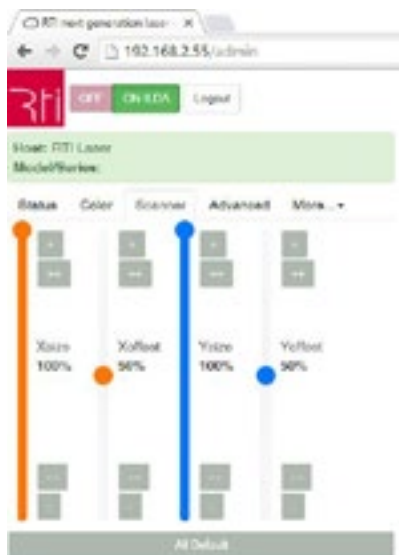 RTI next generation laser
192.168.2.55/admin
RTI
OFF ON ILDA Logout
Host: RTI Laser
Model/Series:
Status Color Scanner Advanced More...
+ + + +
++ ++ ++ ++
Xsize Xoffset Ysize Yoffset
100% 50% 100% 50%
-- -- -- --
- - - -
All Default